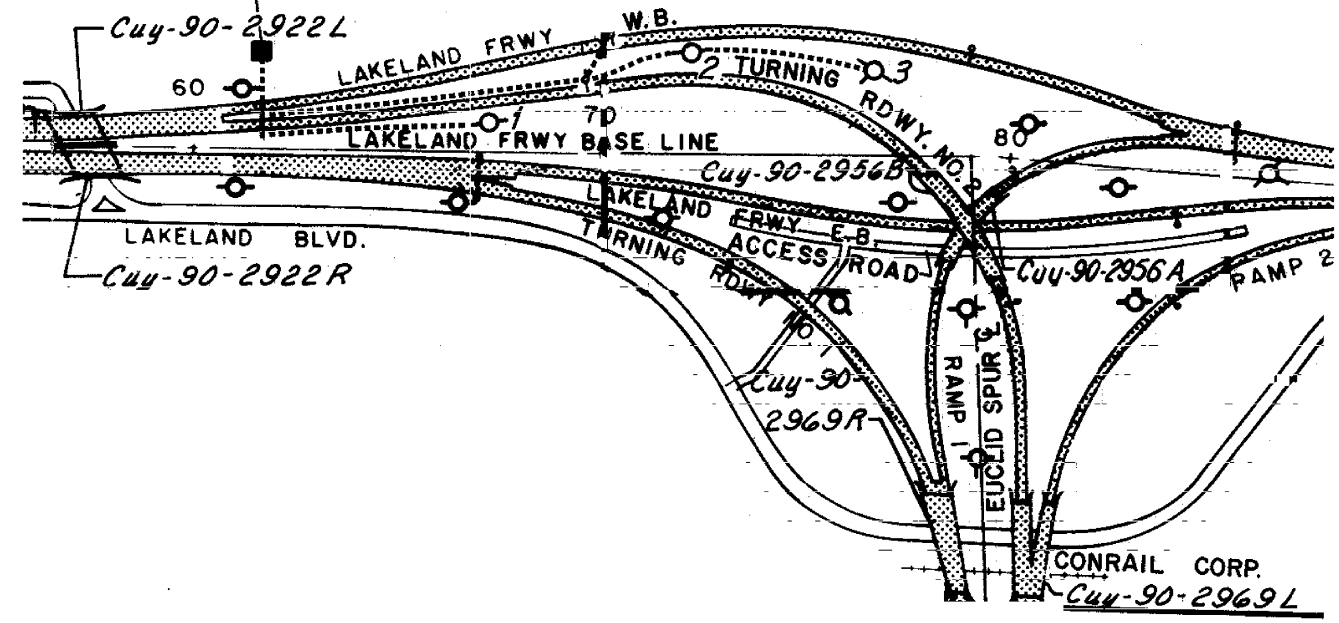 Cuy-90-2922L
W.B.
LAKELAND FRWY
60
2 TURNING RDWY. NO. 2
3
1
70
80
LAKELAND FRWY BASE LINE
Cuy-90-2956B
LAKELAND FRWY E.B.
LAKELAND BLVD.
TURNING RDWY NO 1
ACCESS ROAD
Cuy-90-2922R
Cuy-90-2956A
RAMP 2
Cuy-90-
2969R
RAMP 1
EUCLID SPUR ℄
CONRAIL CORP.
Cuy-90-2969L